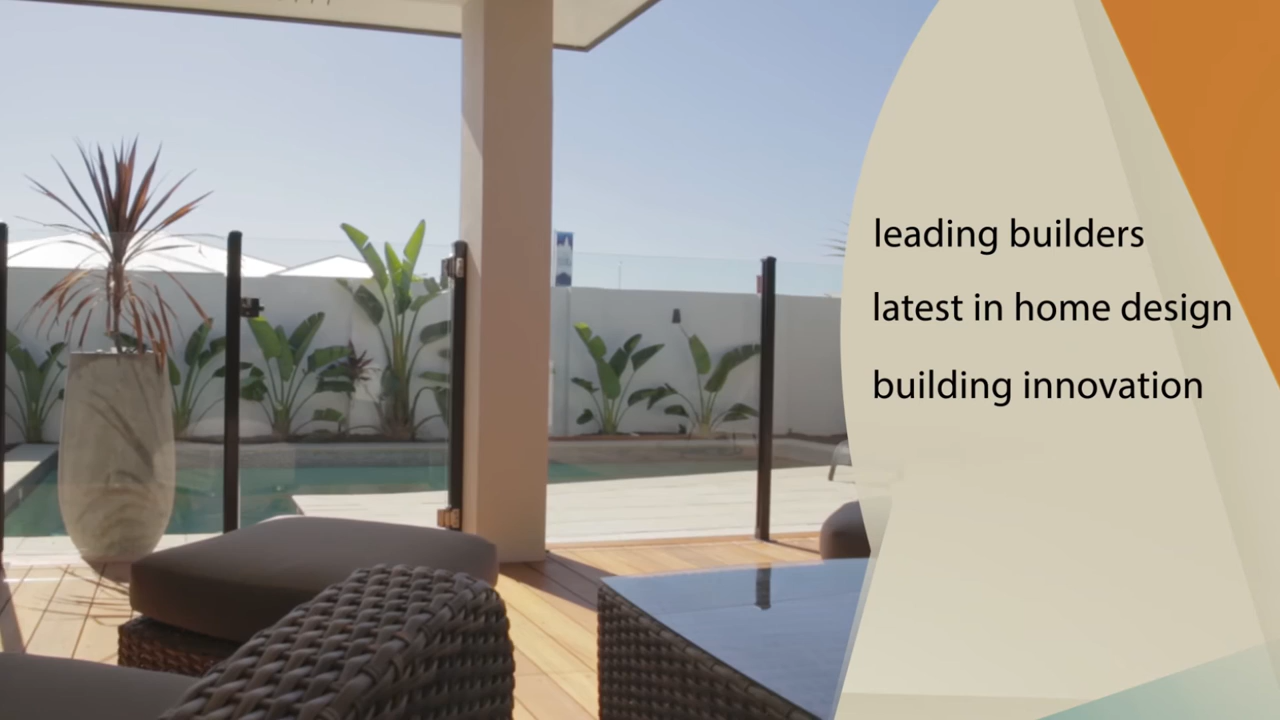 leading builders
latest in home design
building innovation